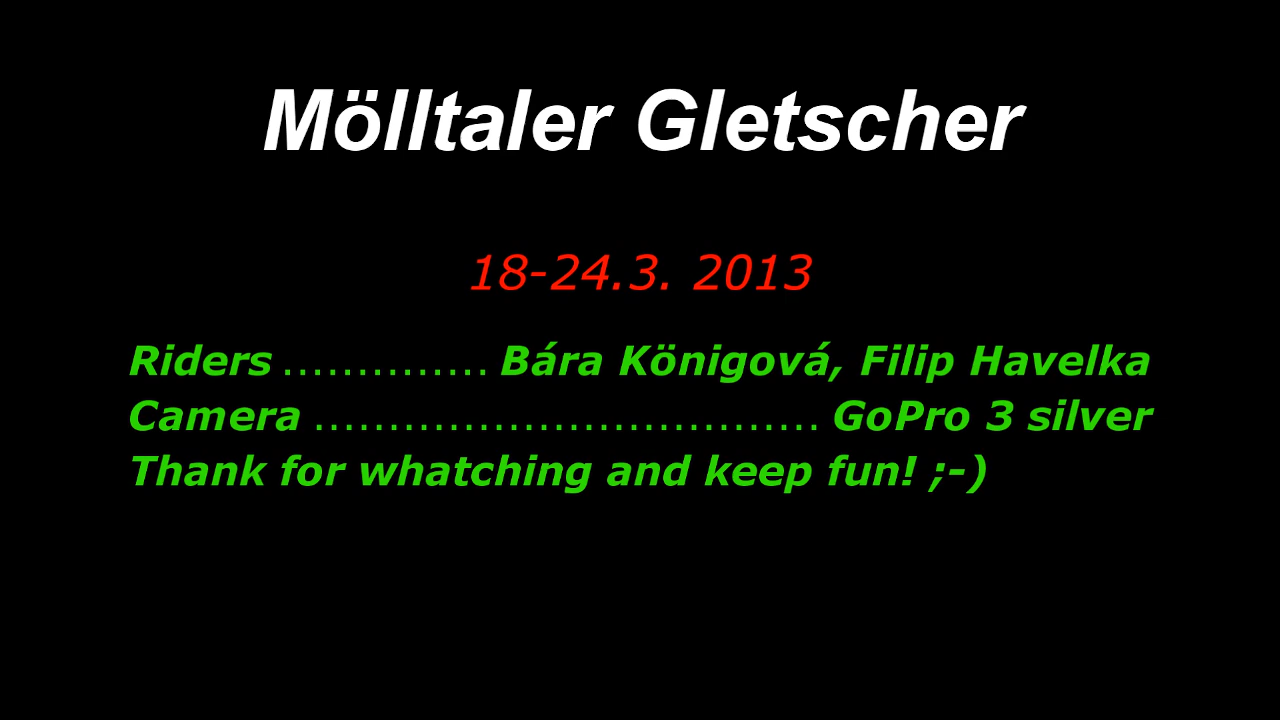 Mölltaler Gletscher
18-24.3. 2013
Riders .............. Bára Königová, Filip Havelka
Camera .................................. GoPro 3 silver
Thank for whatching and keep fun! ;-)